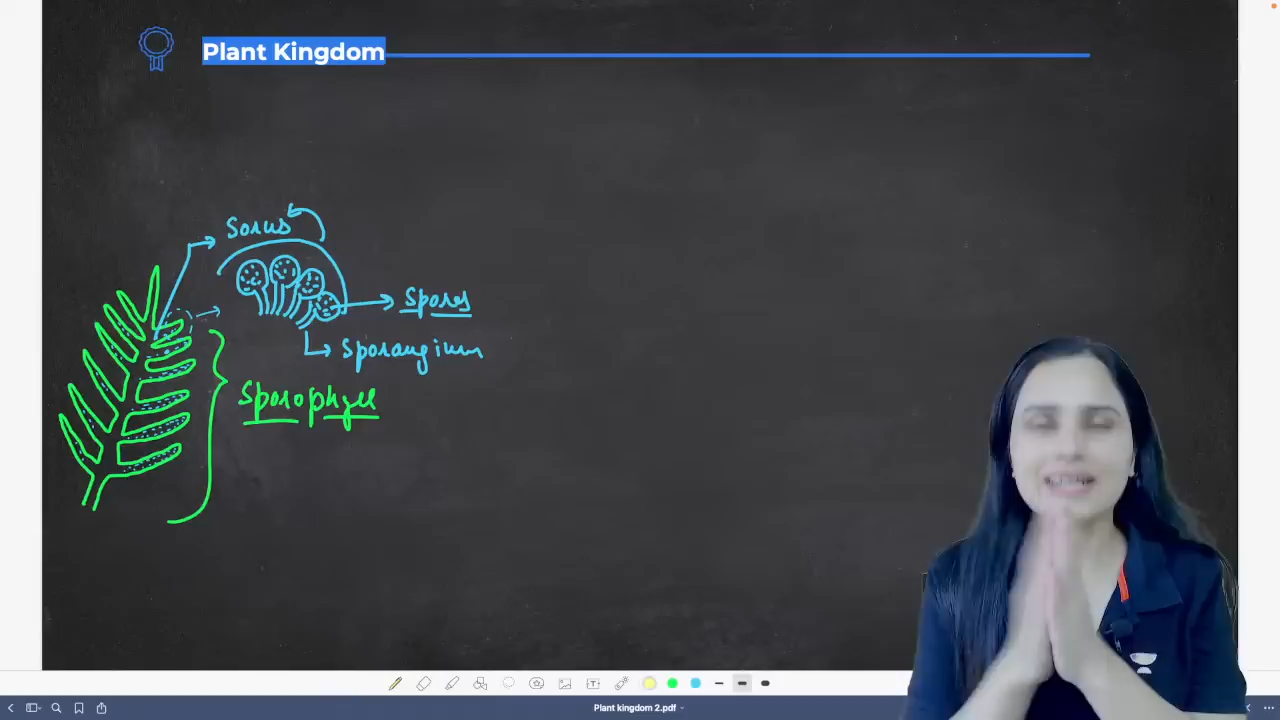 Plant Kingdom
Sorus
Spores
Sporangium
Sporophyll
Plant kingdom 2.pdf